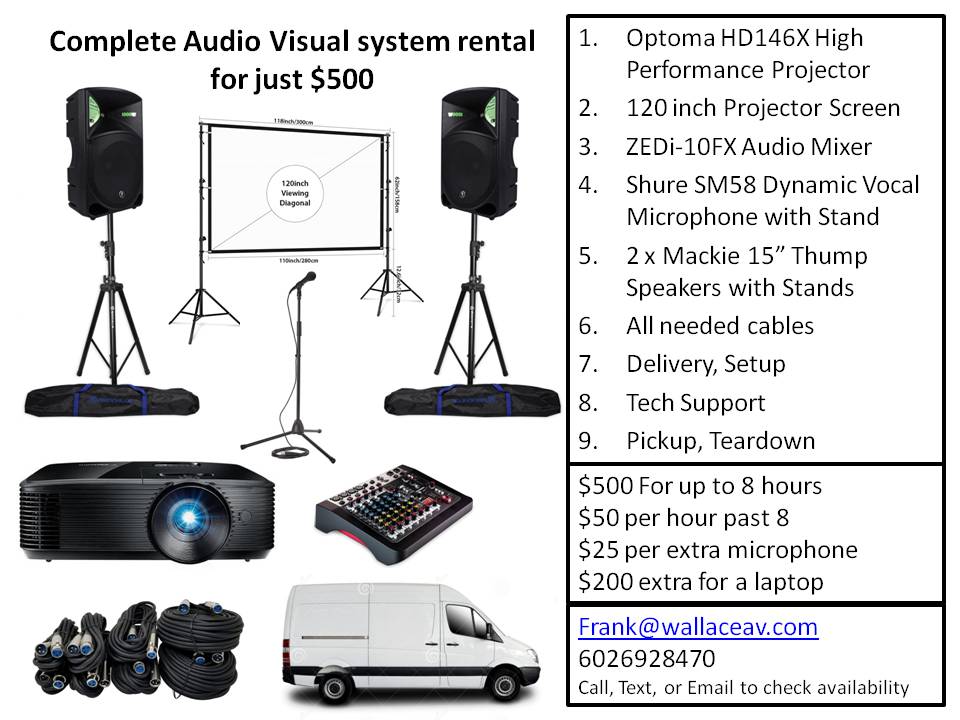 Complete Audio Visual system rental
for just $500
118inch/300cm
120inch
Viewing
Diagonal
62inch/158cm
110inch/280cm
1. Optoma HD146X High
Performance Projector
2. 120 inch Projector Screen
3. ZEDi-10FX Audio Mixer
4. Shure SM58 Dynamic Vocal
Microphone with Stand
5. 2 x Mackie 15” Thump
Speakers with Stands
6. All needed cables
7. Delivery, Setup
8. Tech Support
9. Pickup, Teardown
$500 For up to 8 hours
$50 per hour past 8
$25 per extra microphone
$200 extra for a laptop
Frank@wallaceav.com
6026928470
Call, Text, or Email to check availability